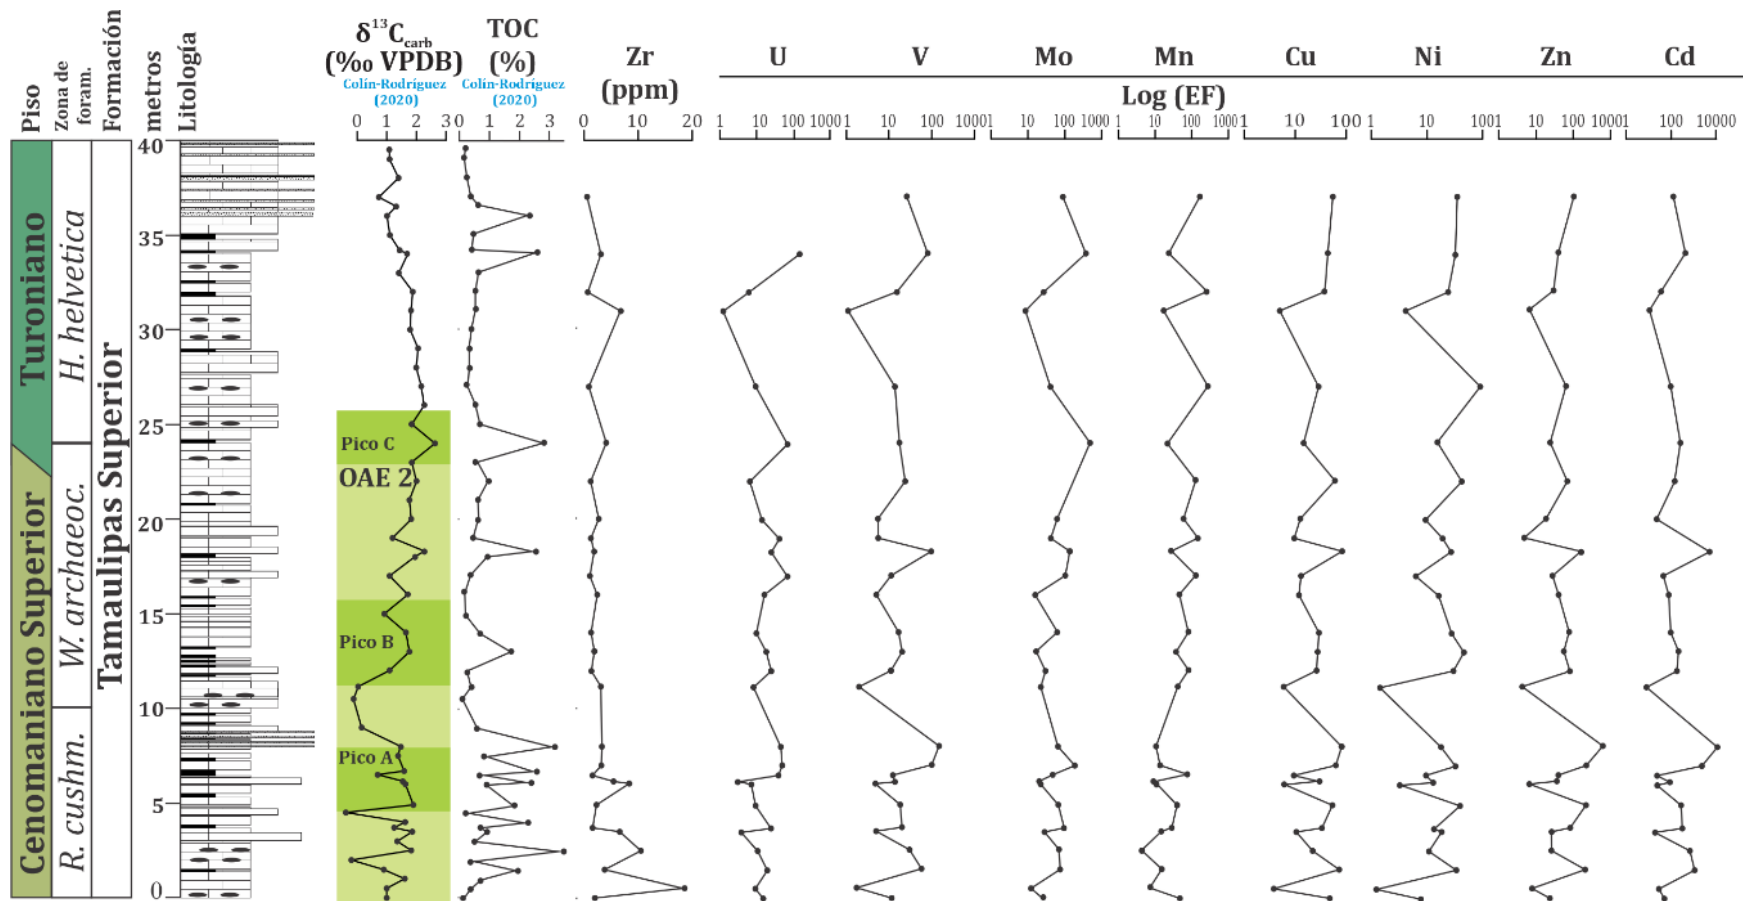 Piso
Zona de
foram.
Formación
metros
Litología
δ¹³C carb
(‰ VPDB)
Colín-Rodríguez
(2020)
TOC
(%)
Colín-Rodríguez
(2020)
Zr
(ppm)
U
V
Mo
Mn
Cu
Ni
Zn
Cd
Log (EF)
0 1 2 3
0 1 2 3
0 10 20
1 10 100 1000
1 10 100 1000
1 10 100 1000
1 10 100 1000
1 10 100
1 10 100
1 10 100 1000
1 100 10000
40
35
30
25
20
15
10
5
0
Turoniano
Cenomaniano Superior
H. helvetica
W. archaeoc.
R. cushm.
Tamaulipas Superior
Pico C
OAE 2
Pico B
Pico A